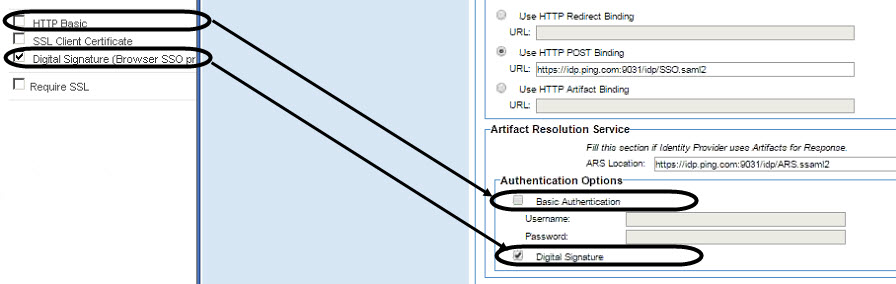 HTTP Basic
SSL Client Certificate
Digital Signature (Browser SSO pr
Require SSL
Use HTTP Redirect Binding
URL:
Use HTTP POST Binding
URL: https://idp.ping.com:9031/idp/SSO.saml2
Use HTTP Artifact Binding
URL:
Artifact Resolution Service
Fill this section if Identity Provider uses Artifacts for Response.
ARS Location: https://idp.ping.com:9031/idp/ARS.ssaml2
Authentication Options
Basic Authentication
Username:
Password:
Digital Signature